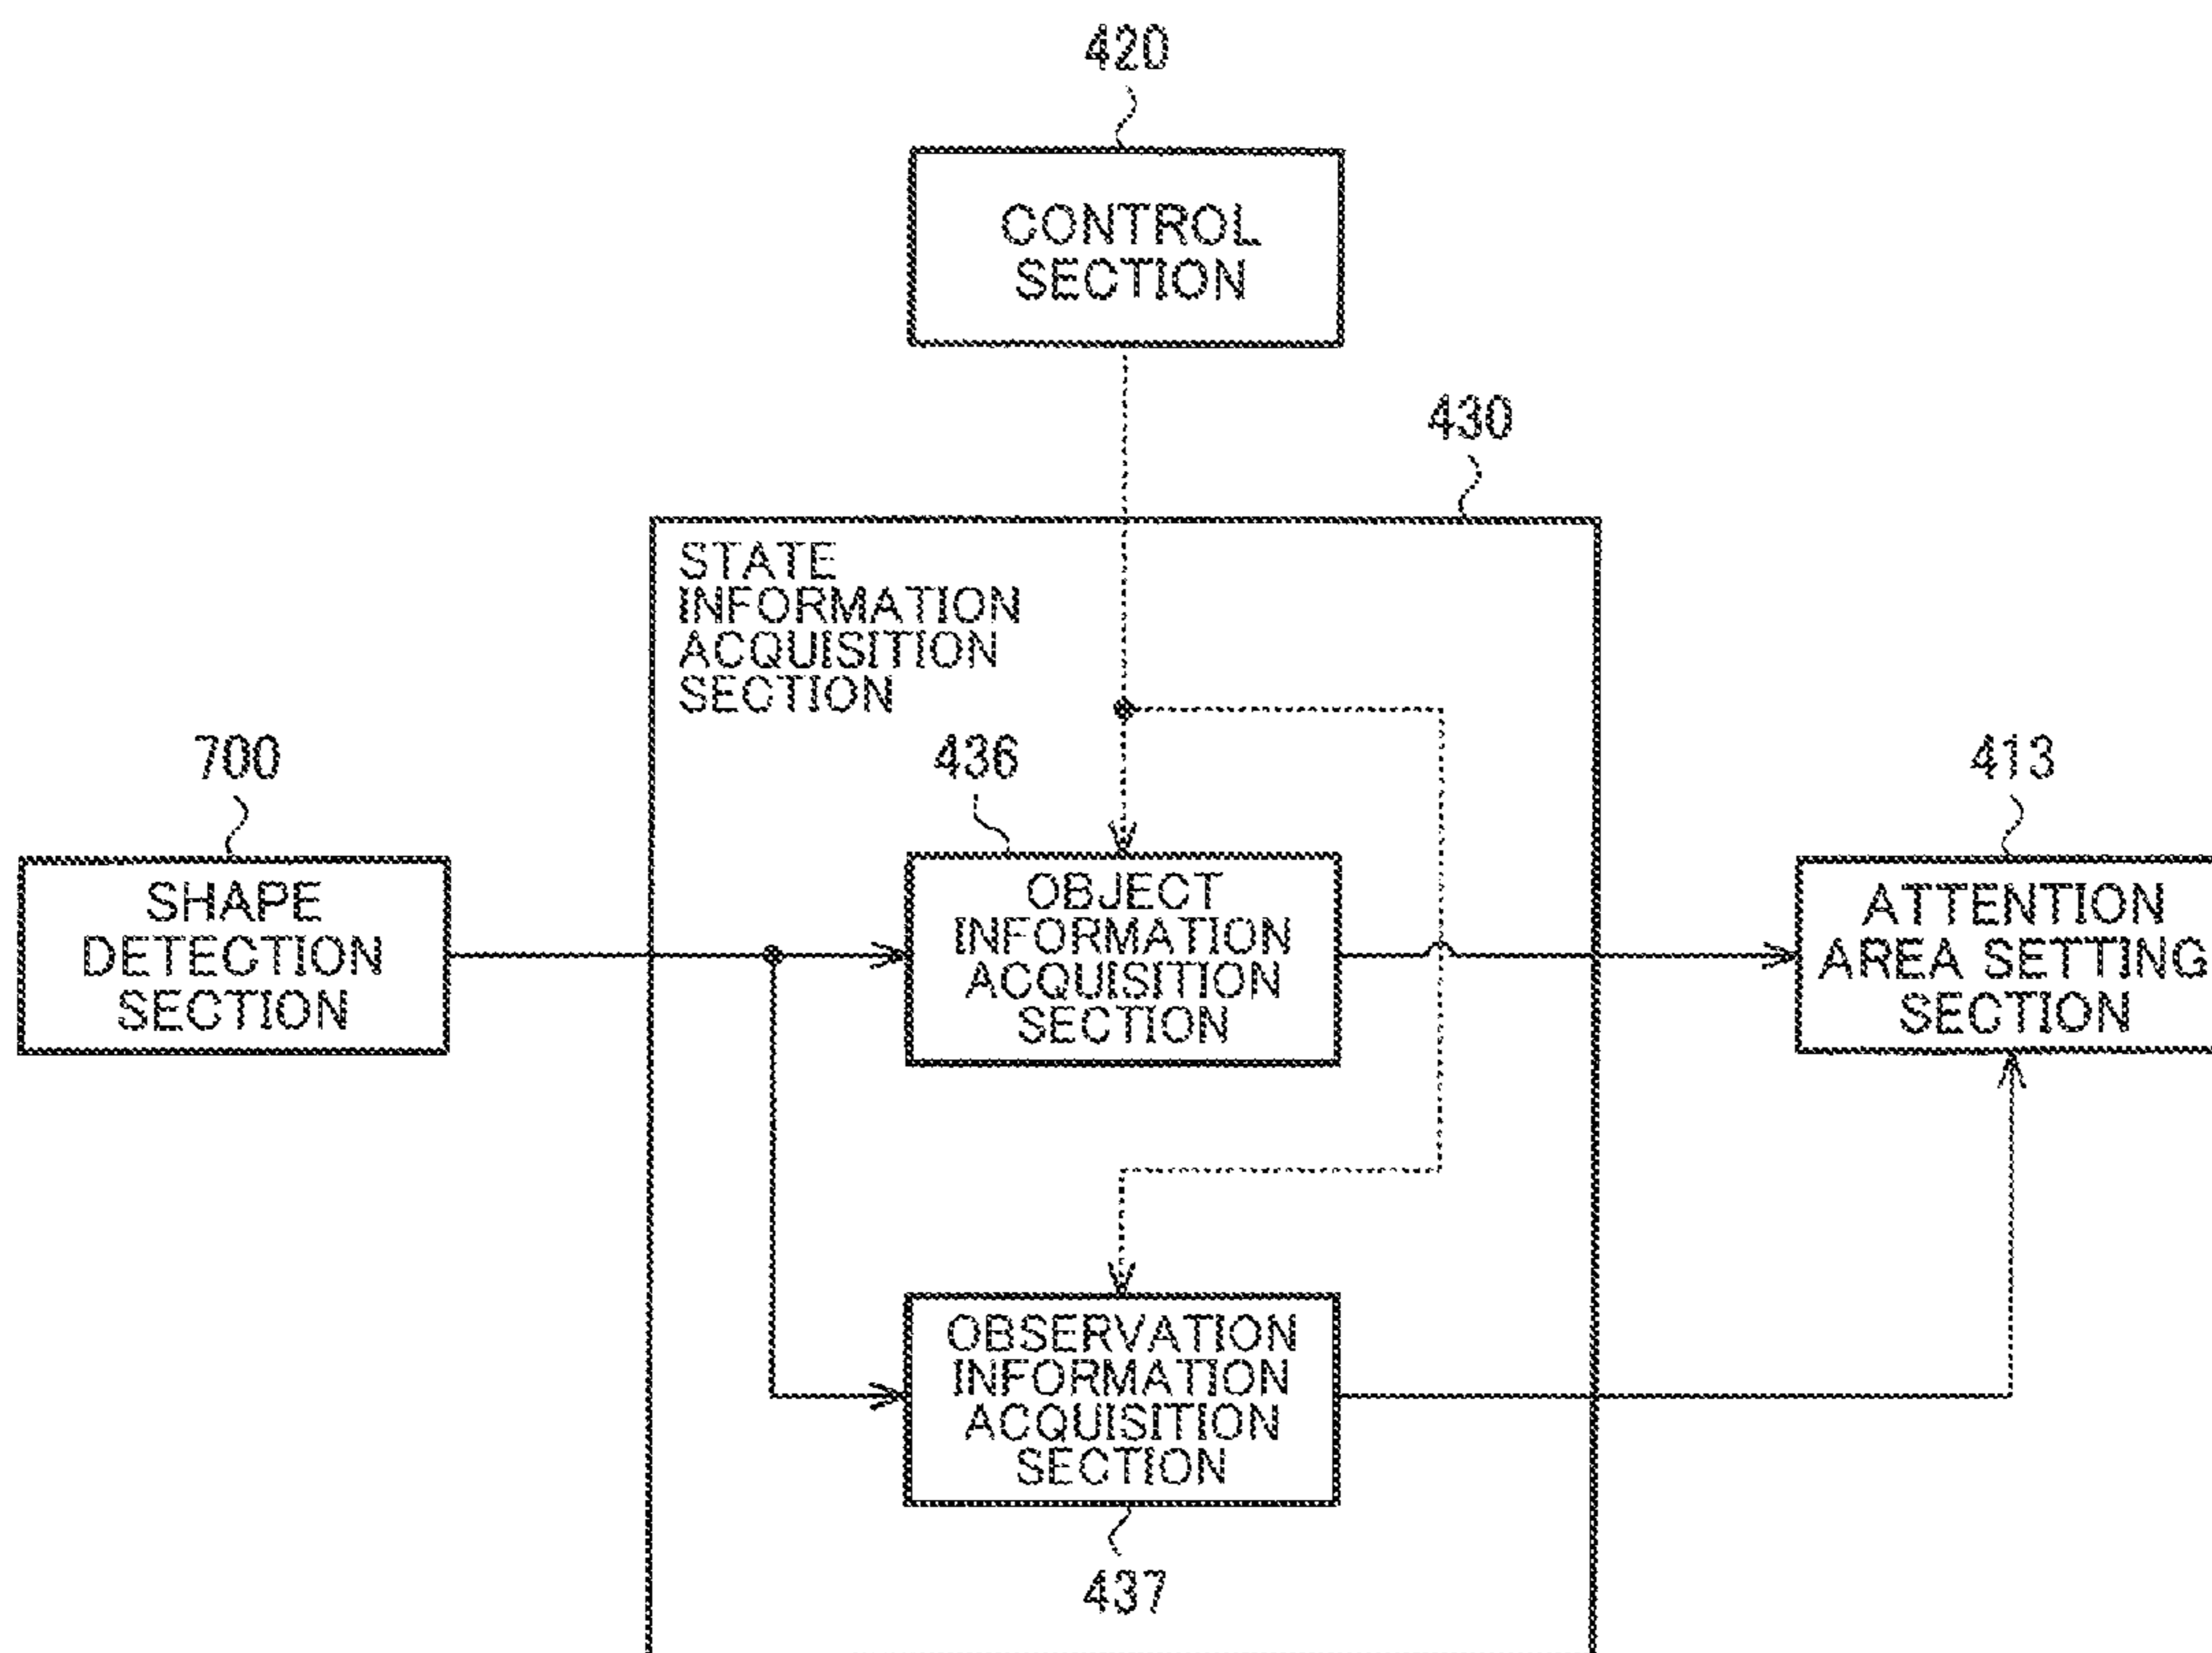 420
CONTROL
SECTION
430
STATE
INFORMATION
ACQUISITION
SECTION
700
SHAPE
DETECTION
SECTION
436
OBJECT
INFORMATION
ACQUISITION
SECTION
413
ATTENTION
AREA SETTING
SECTION
OBSERVATION
INFORMATION
ACQUISITION
SECTION
437